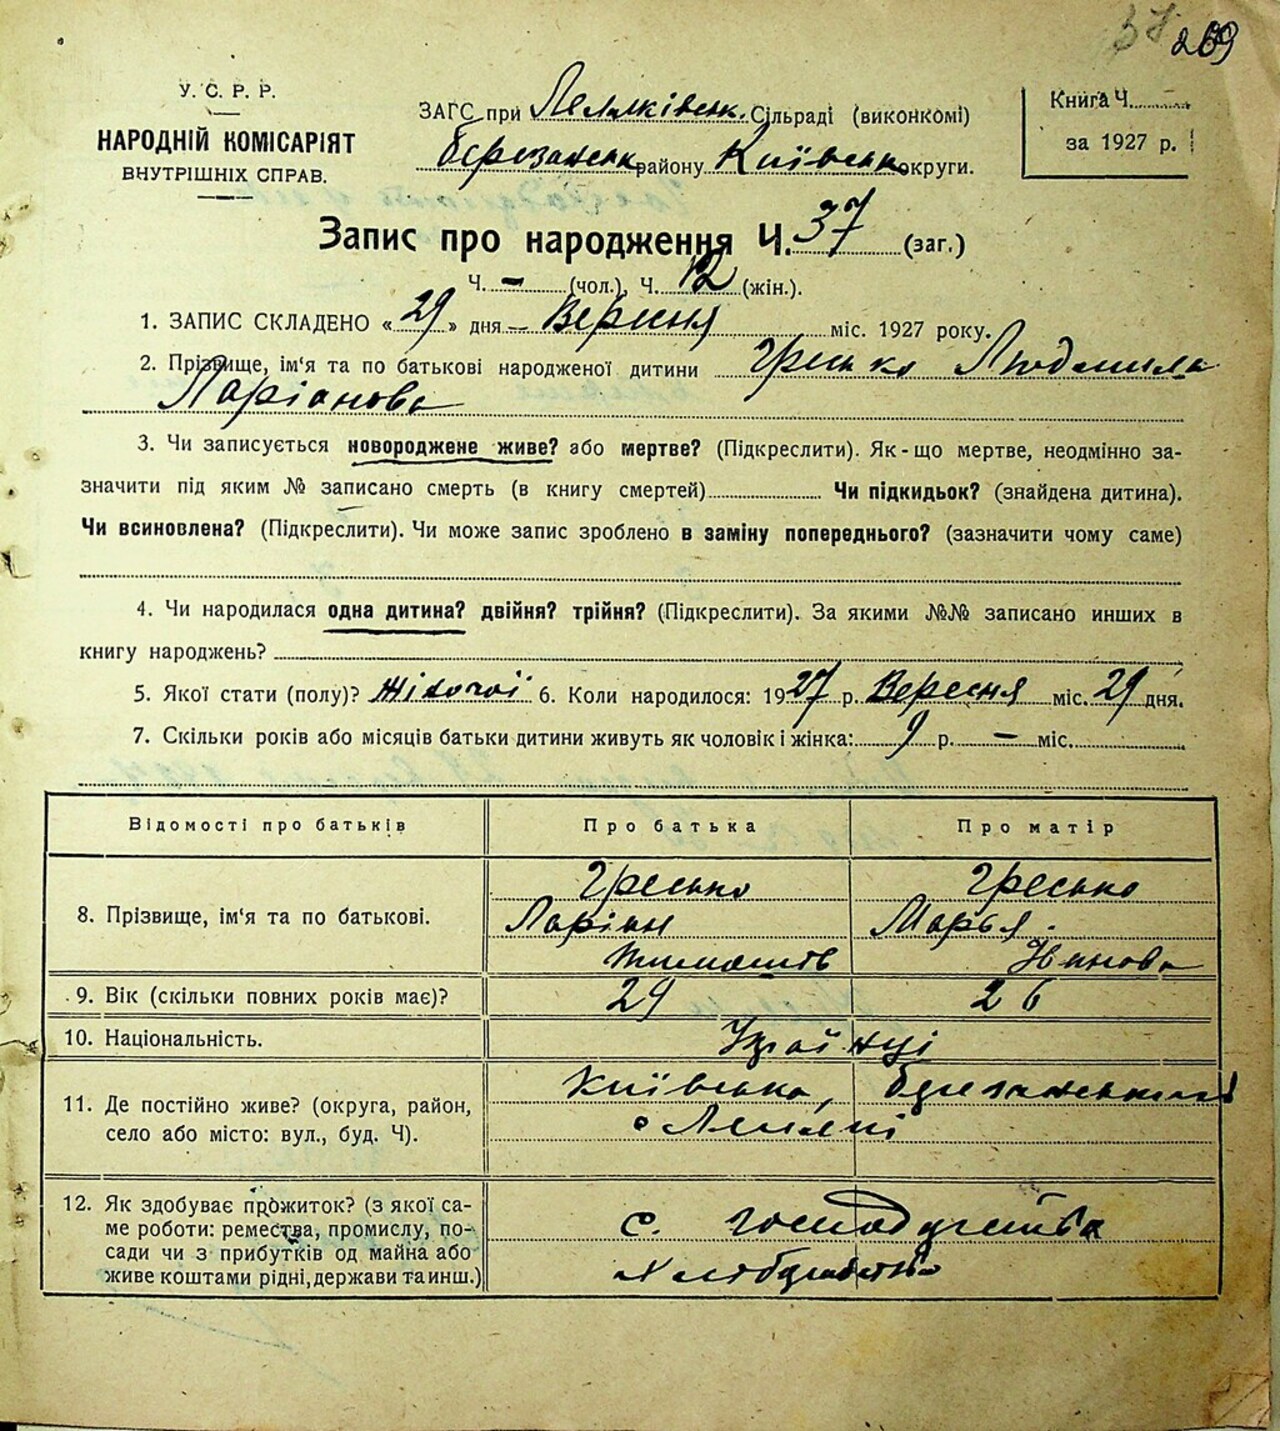 37 269
У. С. Р. Р.
НАРОДНІЙ КОМІСАРІЯТ
ВНУТРІШНІХ СПРАВ.
ЗАГС при Леляківськ. Сільраді (виконкомі)
березанськ району Київськ округи.
Книга Ч.
за 1927 р.
Запис про народження Ч. 37 (заг.)
Ч. – (чол.), Ч. 12 (жін.).
1. ЗАПИС СКЛАДЕНО « 29 » дня – Вересня міс. 1927 року.
2. Прізвище, ім'я та по батькові народженої дитини Гресько Людмила
Ларіонова
3. Чи записується новороджене живе? або мертве? (Підкреслити). Як-що мертве, неодмінно за-
значити під яким № записано смерть (в книгу смертей) Чи підкидьок? (знайдена дитина).
Чи всиновлена? (Підкреслити). Чи може запис зроблено в заміну попереднього? (зазначити чому саме)
4. Чи народилася одна дитина? двійня? трійня? (Підкреслити). За якими №№ записано инших в
книгу народжень?
5. Якої стати (полу)? Жіночої 6. Коли народилося: 1927 р. Вересня міс. 29 дня.
7. Скільки років або місяців батьки дитини живуть як чоловік і жінка: 9 р. – міс.
Відомості про батьків Про батька Про матір
8. Прізвище, ім'я та по батькові. Гресько Гресько
Ларіон Марья
Тимошів Іванова
9. Вік (скільки повних років має)? 29 26
10. Національність. Українці
11. Де постійно живе? (округа, район, Київська,
село або місто: вул., буд. Ч). с Леляки
12. Як здобуває прожиток? (з якої са-
ме роботи: ремества, промислу, по- с. господарства
сади чи з прибутків од майна або
живе коштами рідні, держави та инш.) Хліборобство